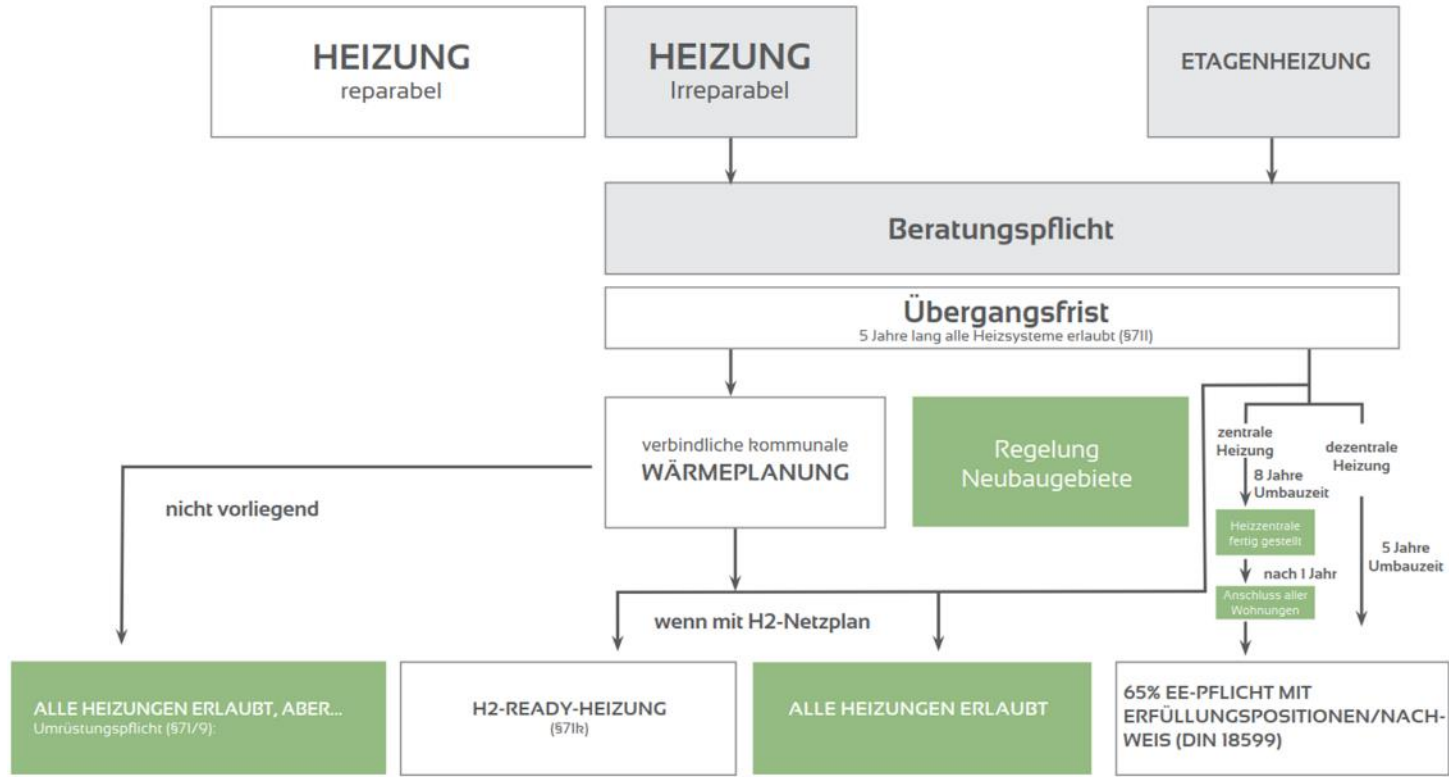 HEIZUNG
reparabel
HEIZUNG
Irreparabel
ETAGENHEIZUNG
Beratungspflicht
Übergangsfrist
5 Jahre lang alle Heizsysteme erlaubt (§71l)
verbindliche kommunale
WÄRMEPLANUNG
Regelung
Neubaugebiete
zentrale
Heizung
dezentrale
Heizung
8 Jahre
Umbauzeit
Heizzentrale
fertig gestellt
nach 1 Jahr
Anschluss aller
Wohnungen
5 Jahre
Umbauzeit
nicht vorliegend
wenn mit H2-Netzplan
ALLE HEIZUNGEN ERLAUBT, ABER...
Umrüstungspflicht (§71/9):
H2-READY-HEIZUNG
(§71k)
ALLE HEIZUNGEN ERLAUBT
65% EE-PFLICHT MIT
ERFÜLLUNGSPOSITIONEN/NACH-
WEIS (DIN 18599)